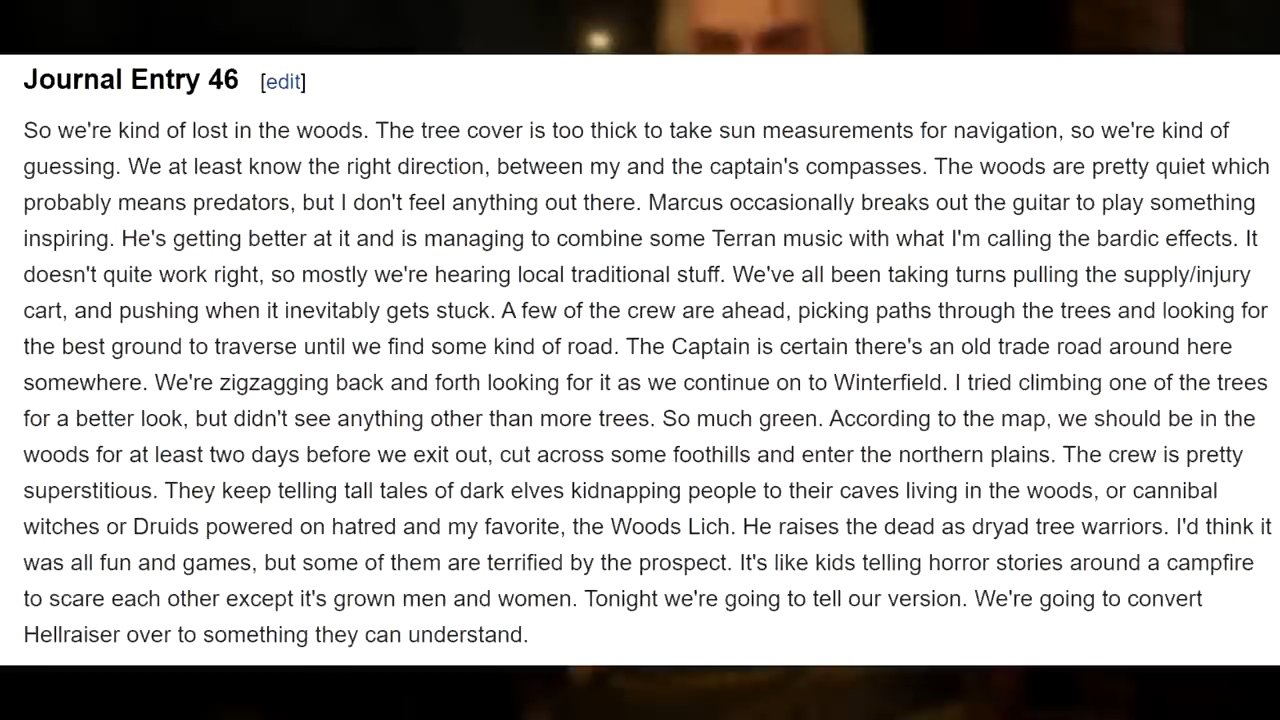 Journal Entry 46 [edit]
So we're kind of lost in the woods. The tree cover is too thick to take sun measurements for navigation, so we're kind of
guessing. We at least know the right direction, between my and the captain's compasses. The woods are pretty quiet which
probably means predators, but I don't feel anything out there. Marcus occasionally breaks out the guitar to play something
inspiring. He's getting better at it and is managing to combine some Terran music with what I'm calling the bardic effects. It
doesn't quite work right, so mostly we're hearing local traditional stuff. We've all been taking turns pulling the supply/injury
cart, and pushing when it inevitably gets stuck. A few of the crew are ahead, picking paths through the trees and looking for
the best ground to traverse until we find some kind of road. The Captain is certain there's an old trade road around here
somewhere. We're zigzagging back and forth looking for it as we continue on to Winterfield. I tried climbing one of the trees
for a better look, but didn't see anything other than more trees. So much green. According to the map, we should be in the
woods for at least two days before we exit out, cut across some foothills and enter the northern plains. The crew is pretty
superstitious. They keep telling tall tales of dark elves kidnapping people to their caves living in the woods, or cannibal
witches or Druids powered on hatred and my favorite, the Woods Lich. He raises the dead as dryad tree warriors. I'd think it
was all fun and games, but some of them are terrified by the prospect. It's like kids telling horror stories around a campfire
to scare each other except it's grown men and women. Tonight we're going to tell our version. We're going to convert
Hellraiser over to something they can understand.